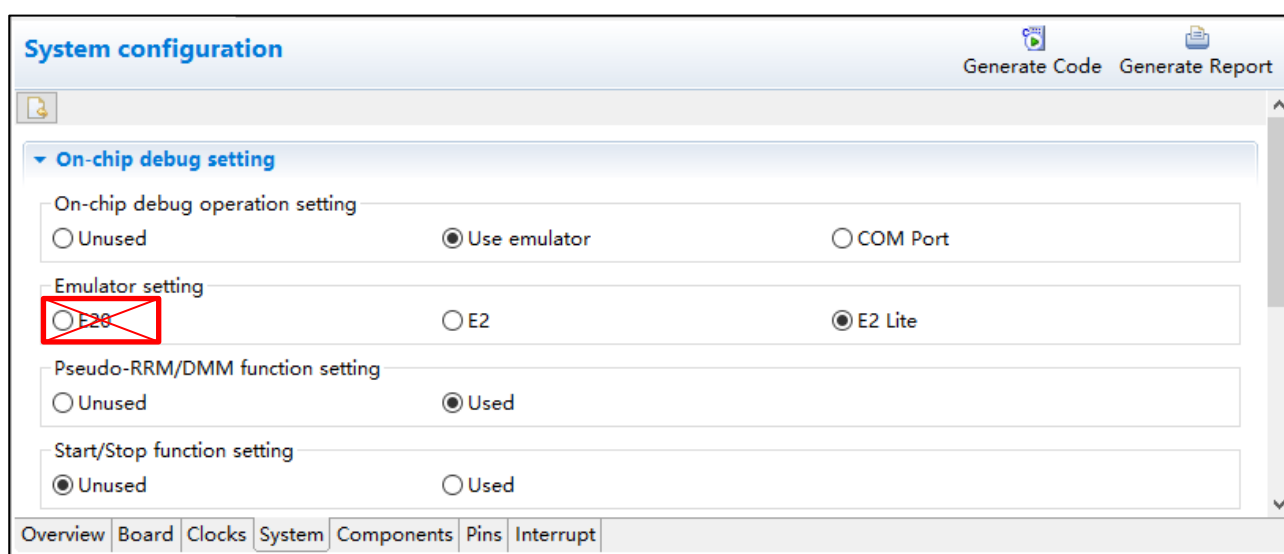 System configuration
Generate Code Generate Report
On-chip debug setting
On-chip debug operation setting
Unused Use emulator COM Port
Emulator setting
E20 E2 E2 Lite
Pseudo-RRM/DMM function setting
Unused Used
Start/Stop function setting
Unused Used
Overview Board Clocks System Components Pins Interrupt